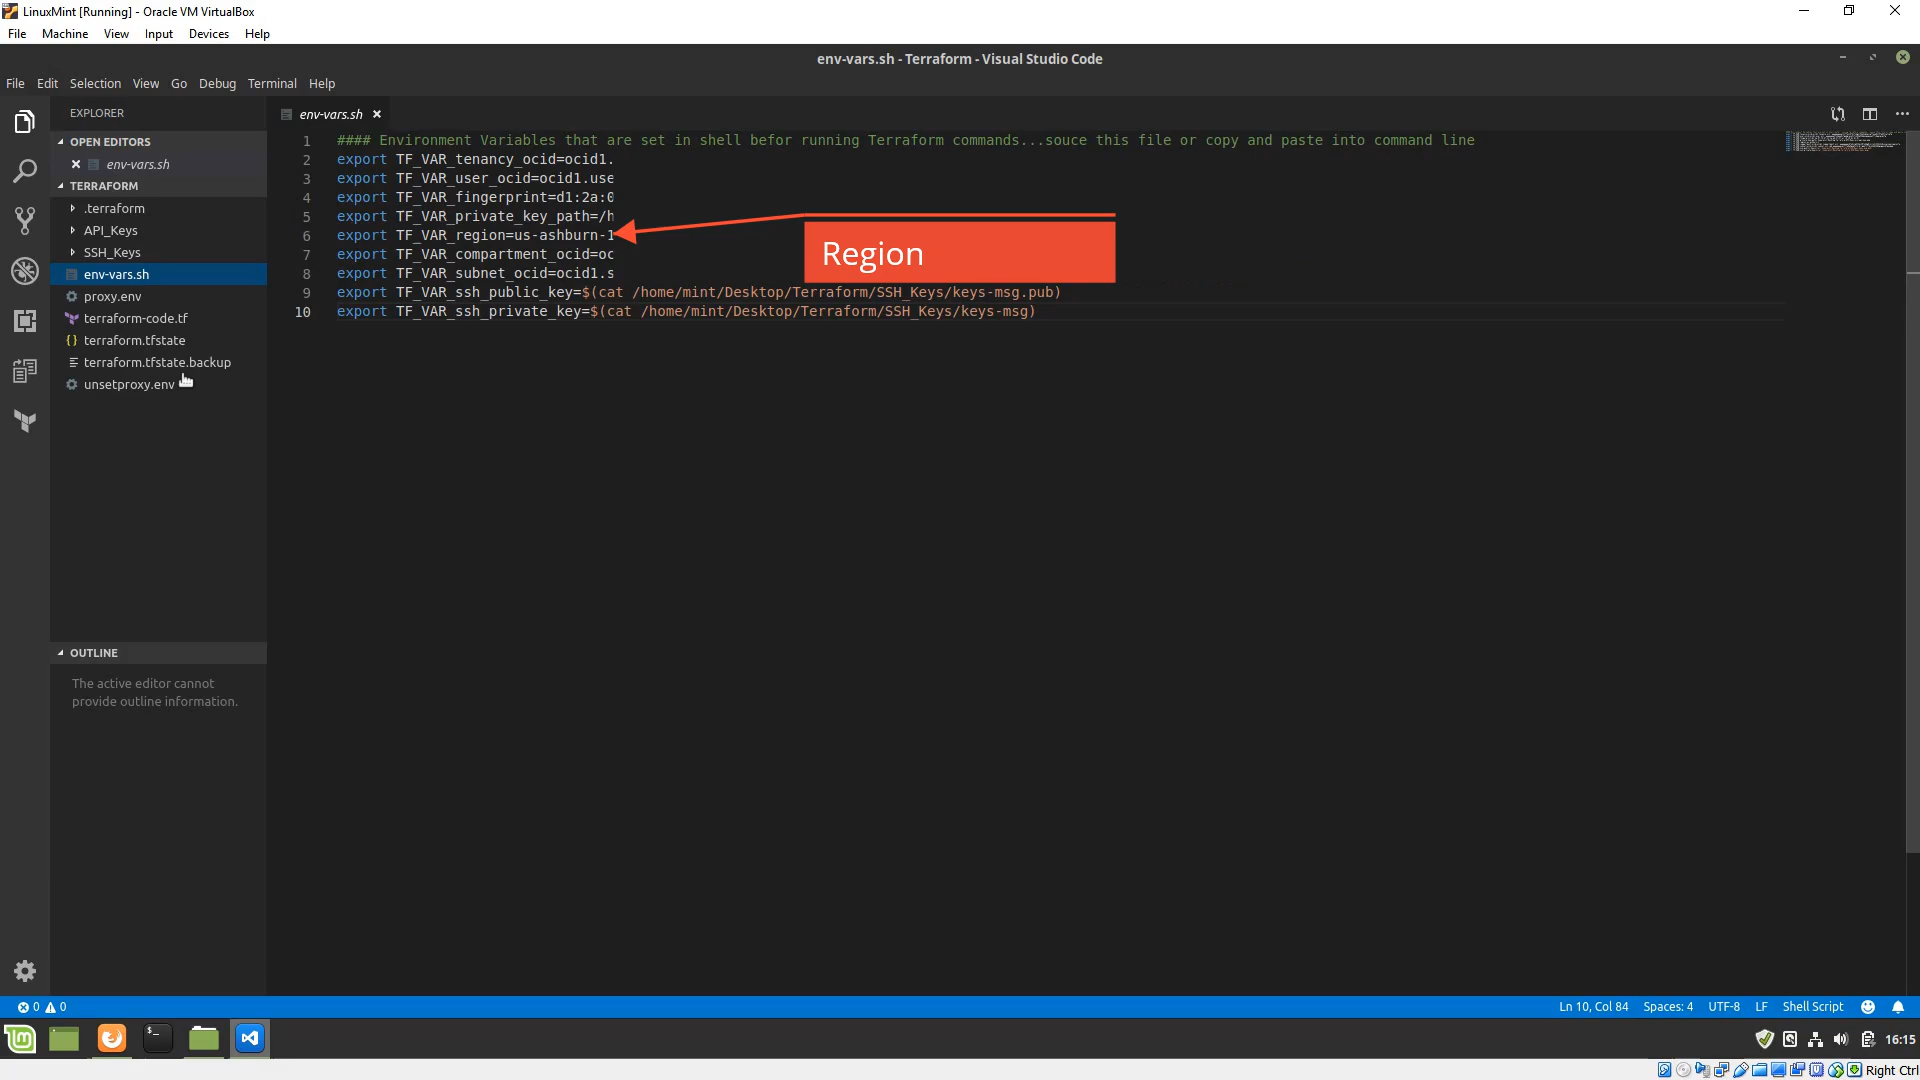 LinuxMint [Running] - Oracle VM VirtualBox
File Machine View Input Devices Help
env-vars.sh - Terraform - Visual Studio Code
File Edit Selection View Go Debug Terminal Help
EXPLORER
OPEN EDITORS
env-vars.sh
TERRAFORM
.terraform
API_Keys
SSH_Keys
env-vars.sh
proxy.env
terraform-code.tf
terraform.tfstate
terraform.tfstate.backup
unsetproxy.env
OUTLINE
The active editor cannot
provide outline information.
env-vars.sh
1 #### Environment Variables that are set in shell befor running Terraform commands...souce this file or copy and paste into command line
2 export TF_VAR_tenancy_ocid=ocid1.
3 export TF_VAR_user_ocid=ocid1.use
4 export TF_VAR_fingerprint=d1:2a:0
5 export TF_VAR_private_key_path=/h
6 export TF_VAR_region=us-ashburn-1
7 export TF_VAR_compartment_ocid=oc
8 export TF_VAR_subnet_ocid=ocid1.s
9 export TF_VAR_ssh_public_key=$(cat /home/mint/Desktop/Terraform/SSH_Keys/keys-msg.pub)
10 export TF_VAR_ssh_private_key=$(cat /home/mint/Desktop/Terraform/SSH_Keys/keys-msg)
Region
0 0
Ln 10, Col 84 Spaces: 4 UTF-8 LF Shell Script
16:15
Right Ctrl